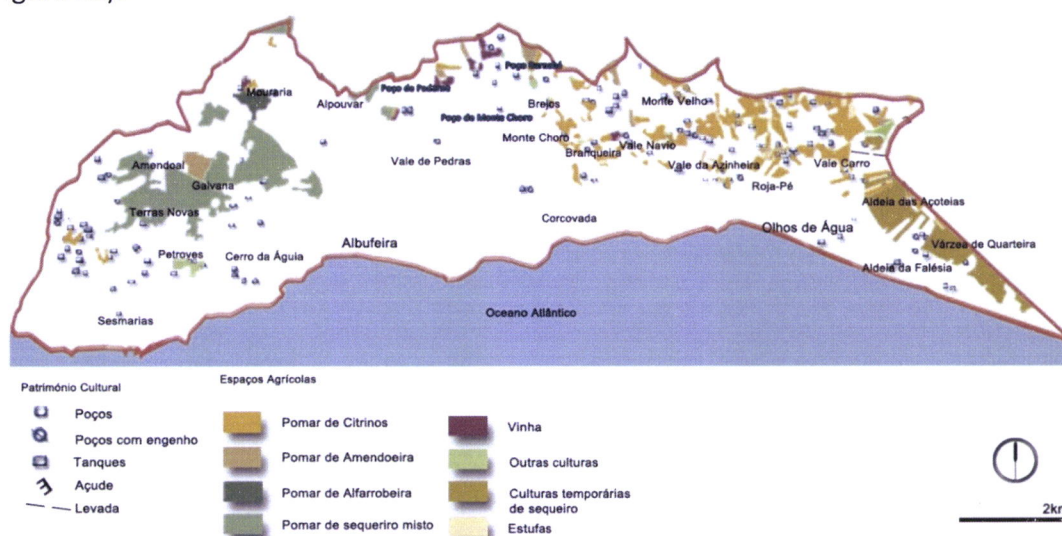 Mouraria
Alpouvar
Poço de Paderne
Brejos
Monte Velho
Poço de Monte Choro
Monte Choro
Branqueira
Vale Navio
Amendoal
Vale de Pedras
Vale da Azinheira
Vale Carro
Galvana
Roja-Pé
Aldeia das Açoteias
Terras Novas
Corcovada
Olhos de Água
Albufeira
Várzea de Quarteira
Petroves
Cerro da Águia
Aldeia da Falésia
Oceano Atlântico
Sesmarias
Património Cultural
Poços
Poços com engenho
Tanques
Açude
Levada
Espaços Agrícolas
Pomar de Citrinos
Pomar de Amendoeira
Pomar de Alfarrobeira
Pomar de sequeriro misto
Vinha
Outras culturas
Culturas temporárias
de sequeiro
Estufas
2km